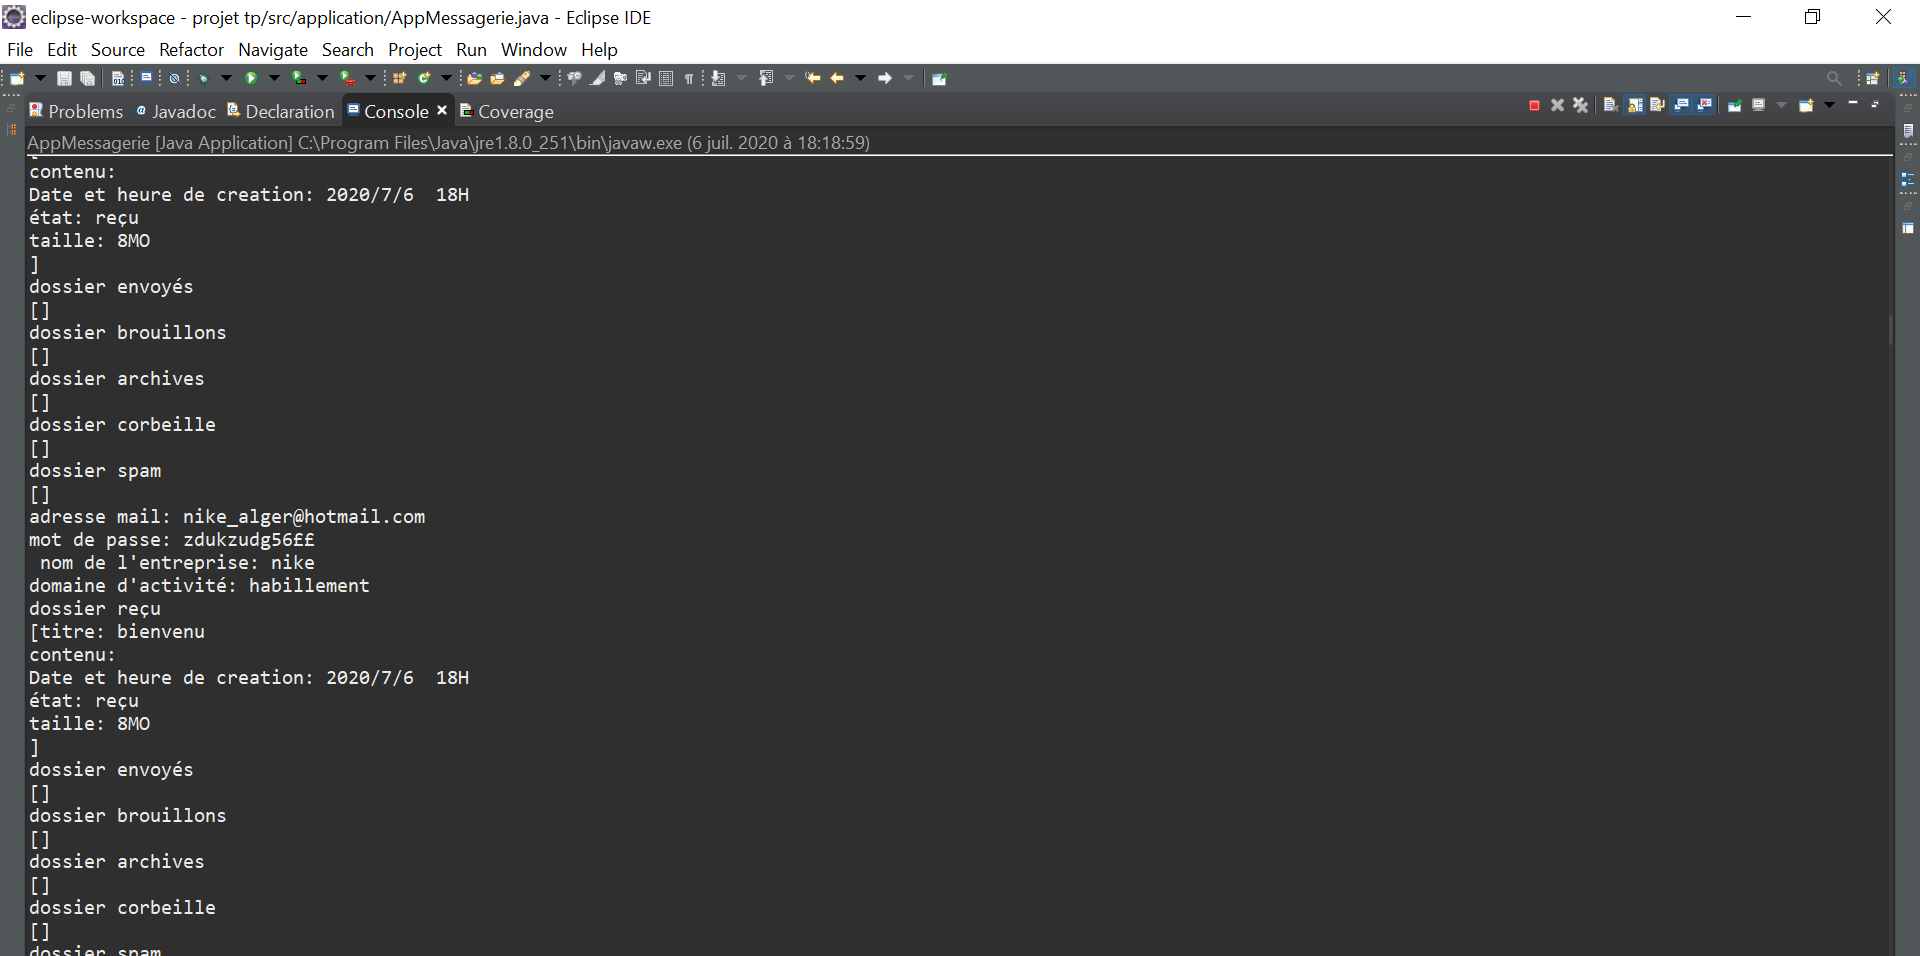 eclipse-workspace - projet tp/src/application/AppMessagerie.java - Eclipse IDE
File Edit Source Refactor Navigate Search Project Run Window Help
Problems Javadoc Declaration Console Coverage
AppMessagerie [Java Application] C:\Program Files\Java\jre1.8.0_251\bin\javaw.exe (6 juil. 2020 à 18:18:59)
contenu:
Date et heure de creation: 2020/7/6  18H
état: reçu
taille: 8MO
]
dossier envoyés
[]
dossier brouillons
[]
dossier archives
[]
dossier corbeille
[]
dossier spam
[]
adresse mail: nike_alger@hotmail.com
mot de passe: zdukzudg56££
 nom de l'entreprise: nike
domaine d'activité: habillement
dossier reçu
[titre: bienvenu
contenu:
Date et heure de creation: 2020/7/6  18H
état: reçu
taille: 8MO
]
dossier envoyés
[]
dossier brouillons
[]
dossier archives
[]
dossier corbeille
[]
dossier spam